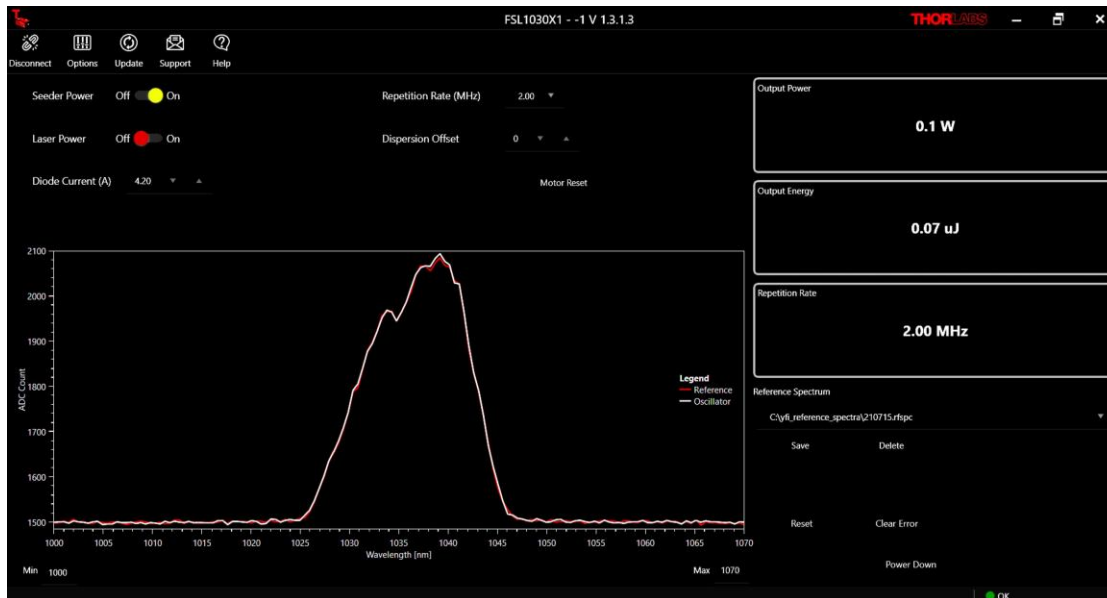 FSL1030X1 - -1 V 1.3.1.3
THORLABS
Disconnect Options Update Support Help
Seeder Power Off On
Repetition Rate (MHz) 2.00
Laser Power Off On
Dispersion Offset 0
Diode Current (A) 4.20
Motor Reset
Output Power
0.1 W
Output Energy
0.07 uJ
Repetition Rate
2.00 MHz
2100
2000
1900
1800
1700
1600
1500
ADC Count
Legend
Reference
Oscillator
1000 1005 1010 1015 1020 1025 1030 1035 1040 1045 1050 1055 1060 1065 1070
Wavelength [nm]
Min 1000
Max 1070
Reference Spectrum
C:\yfi_reference_spectra\210715.rfspc
Save Delete
Reset Clear Error
Power Down
OK